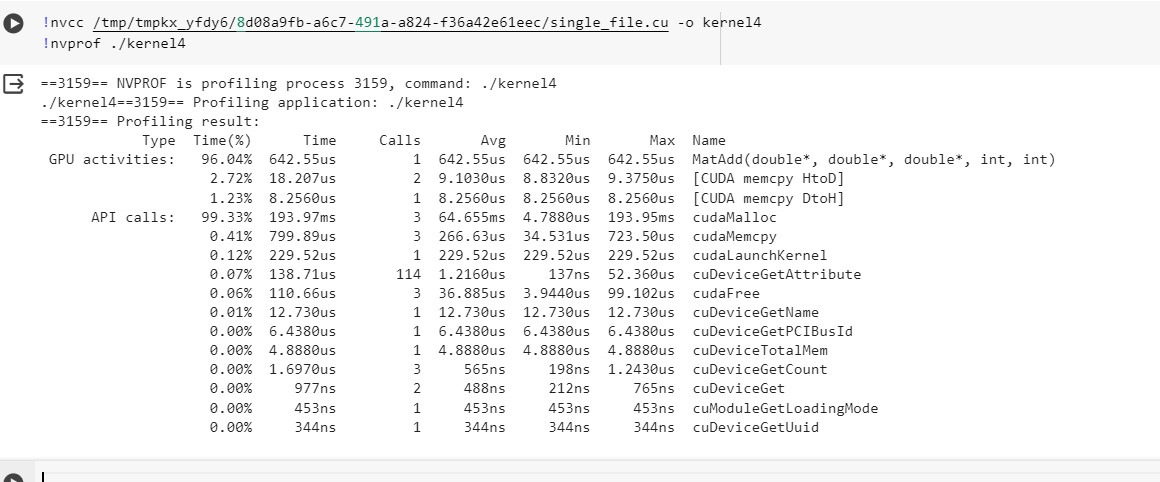 !nvcc /tmp/tmpkx_yfdy6/8d08a9fb-a6c7-491a-a824-f36a42e61eec/single_file.cu -o kernel4
!nvprof ./kernel4
==3159== NVPROF is profiling process 3159, command: ./kernel4
./kernel4==3159== Profiling application: ./kernel4
==3159== Profiling result:
Type Time(%) Time Calls Avg Min Max Name
GPU activities: 96.04% 642.55us 1 642.55us 642.55us 642.55us MatAdd(double*, double*, double*, int, int)
2.72% 18.207us 2 9.1030us 8.8320us 9.3750us [CUDA memcpy HtoD]
1.23% 8.2560us 1 8.2560us 8.2560us 8.2560us [CUDA memcpy DtoH]
API calls: 99.33% 193.97ms 3 64.655ms 4.7880us 193.95ms cudaMalloc
0.41% 799.89us 3 266.63us 34.531us 723.50us cudaMemcpy
0.12% 229.52us 1 229.52us 229.52us 229.52us cudaLaunchKernel
0.07% 138.71us 114 1.2160us 137ns 52.360us cuDeviceGetAttribute
0.06% 110.66us 3 36.885us 3.9440us 99.102us cudaFree
0.01% 12.730us 1 12.730us 12.730us 12.730us cuDeviceGetName
0.00% 6.4380us 1 6.4380us 6.4380us 6.4380us cuDeviceGetPCIBusId
0.00% 4.8880us 1 4.8880us 4.8880us 4.8880us cuDeviceTotalMem
0.00% 1.6970us 3 565ns 198ns 1.2430us cuDeviceGetCount
0.00% 977ns 2 488ns 212ns 765ns cuDeviceGet
0.00% 453ns 1 453ns 453ns 453ns cuModuleGetLoadingMode
0.00% 344ns 1 344ns 344ns 344ns cuDeviceGetUuid